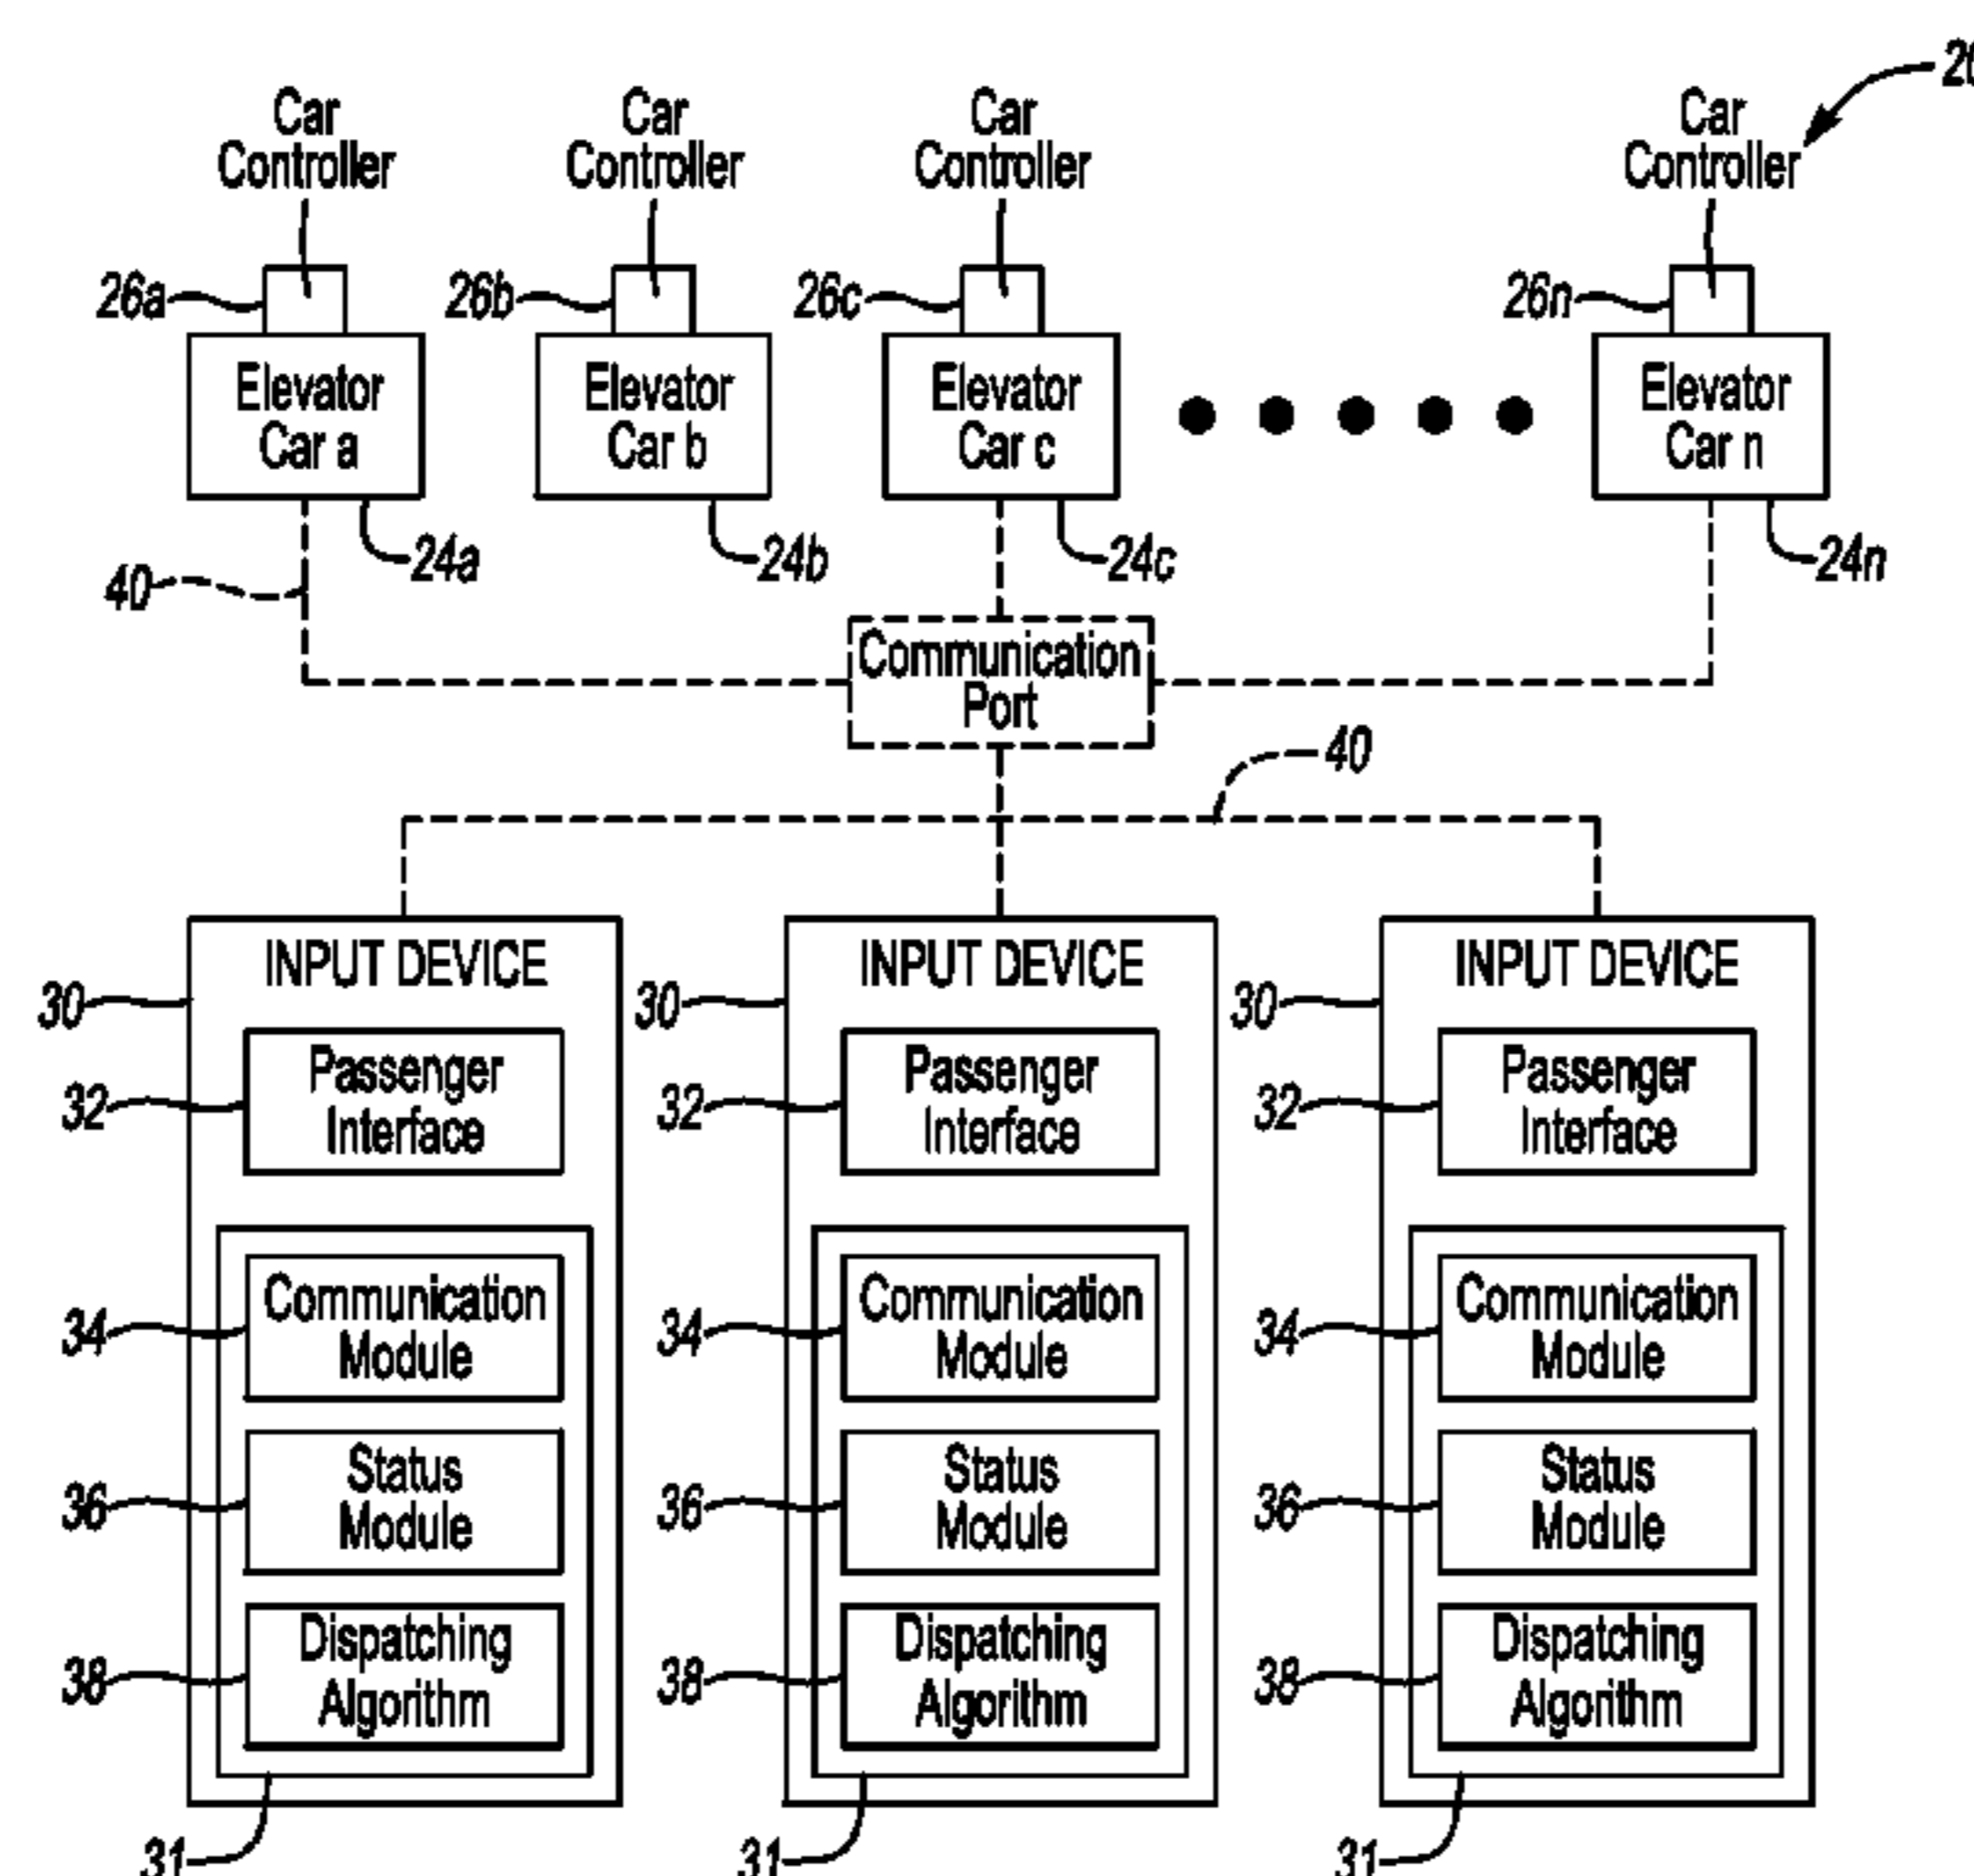 Car Controller
Car Controller
Car Controller
Car Controller
26a
26b
26c
26n
Elevator Car a
Elevator Car b
Elevator Car c
Elevator Car n
24a
24b
24c
24n
40
Communication Port
40
INPUT DEVICE
INPUT DEVICE
INPUT DEVICE
30
30
30
Passenger Interface
Passenger Interface
Passenger Interface
32
32
32
Communication Module
Communication Module
Communication Module
34
34
34
Status Module
Status Module
Status Module
36
36
36
Dispatching Algorithm
Dispatching Algorithm
Dispatching Algorithm
38
38
38
31
31
31